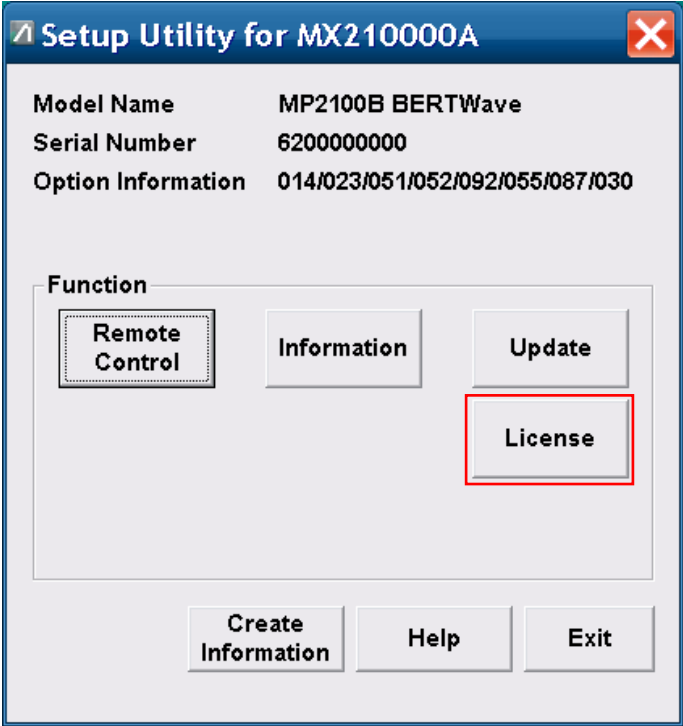 Setup Utility for MX210000A
Model Name MP2100B BERTWave
Serial Number 6200000000
Option Information 014/023/051/052/092/055/087/030
Function
Remote
Control
Information
Update
License
Create
Information
Help
Exit